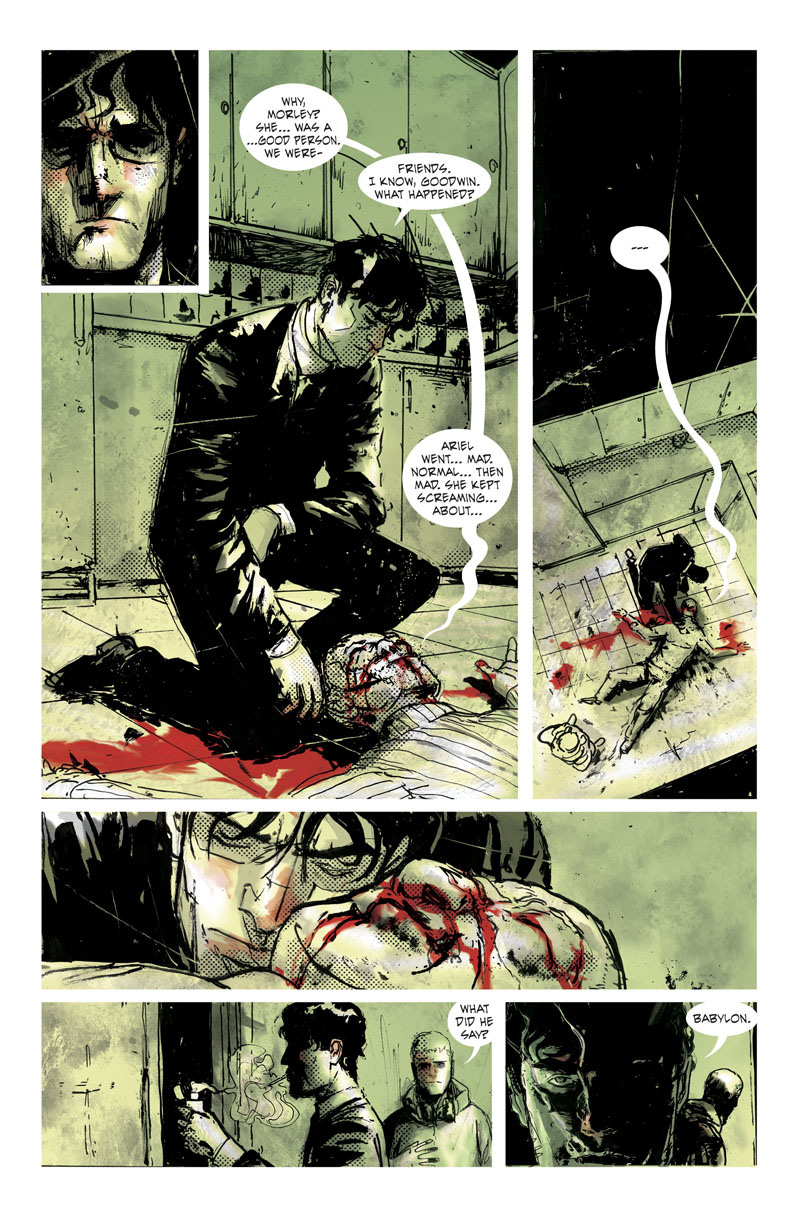 WHY,
MORLEY?
SHE... WAS A
...GOOD PERSON.
WE WERE-
FRIENDS.
I KNOW, GOODWIN.
WHAT HAPPENED?
ARIEL
WENT... MAD.
NORMAL... THEN
MAD. SHE KEPT
SCREAMING...
ABOUT...
---
WHAT
DID HE
SAY?
BABYLON.